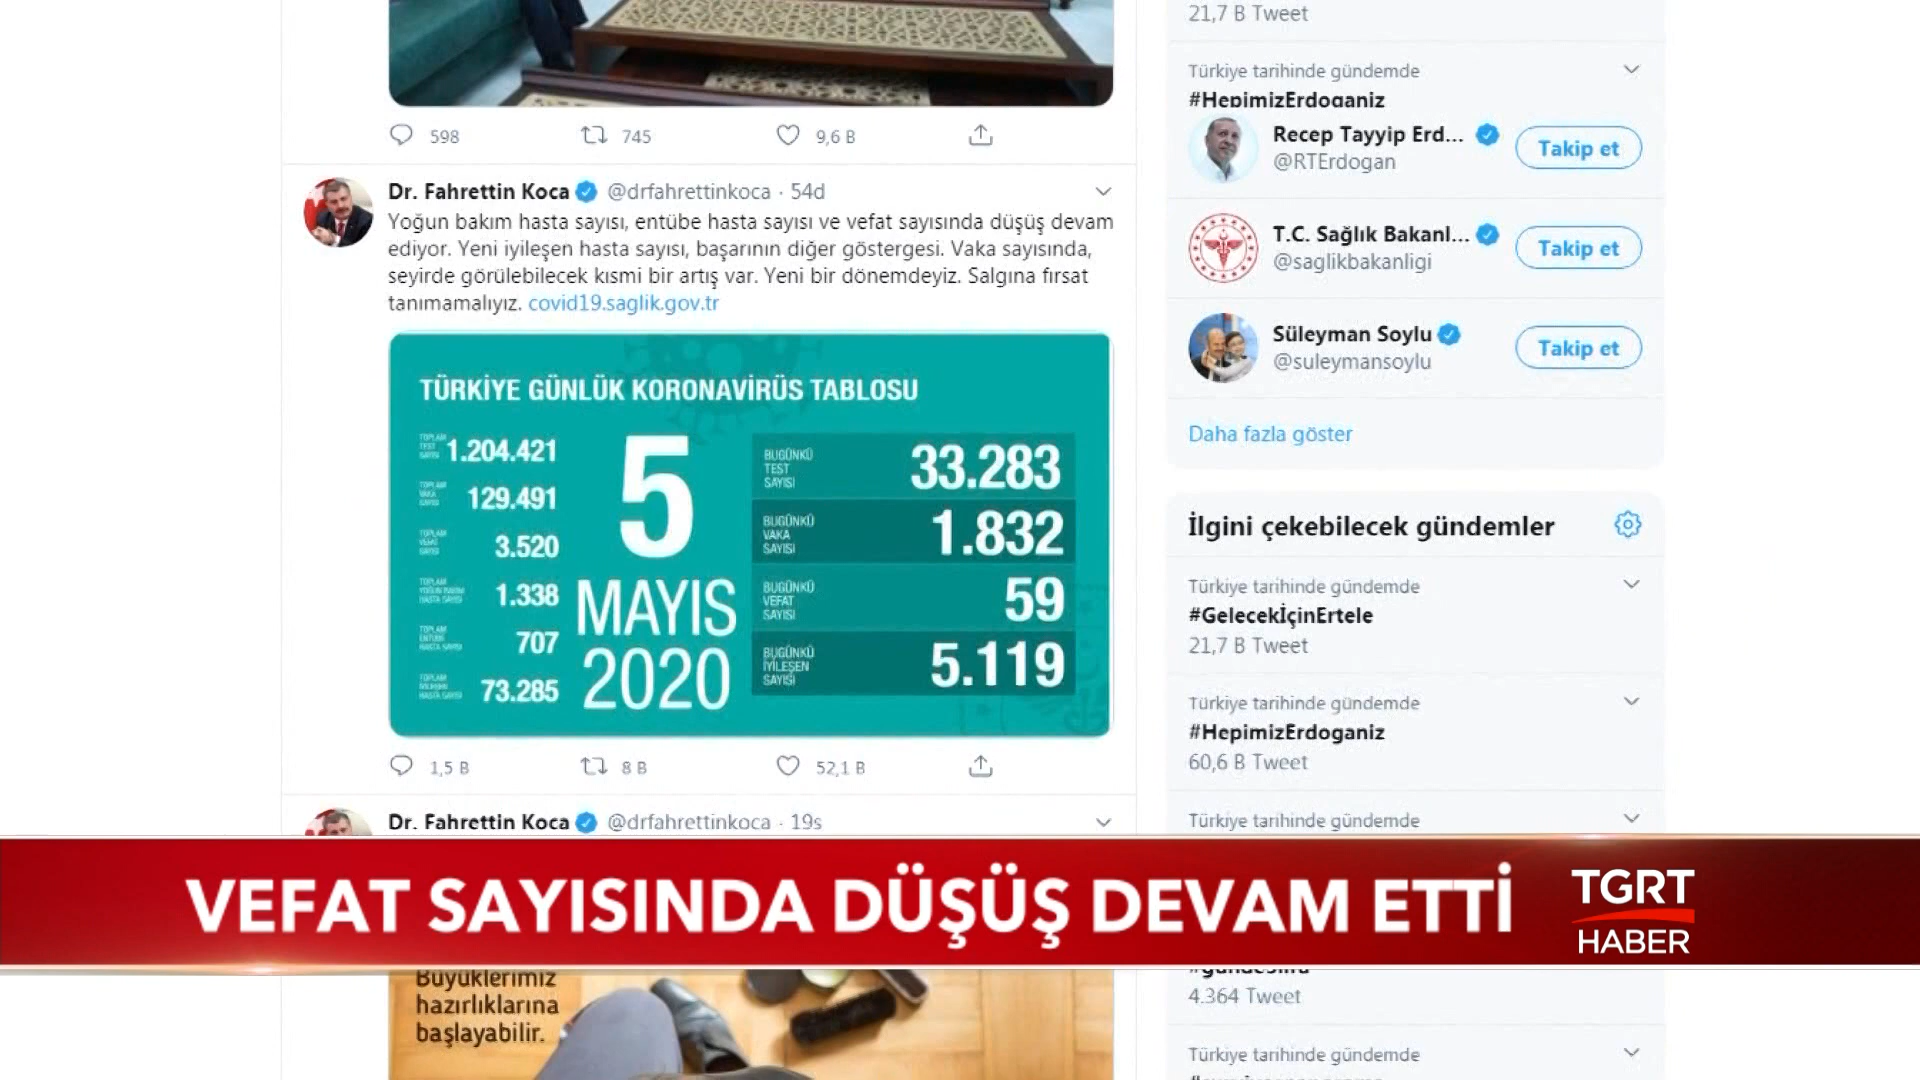 598
745
9,6 B
Dr. Fahrettin Koca @drfahrettinkoca · 54d
Yoğun bakım hasta sayısı, entübe hasta sayısı ve vefat sayısında düşüş devam
ediyor. Yeni iyileşen hasta sayısı, başarının diğer göstergesi. Vaka sayısında,
seyirde görülebilecek kısmi bir artış var. Yeni bir dönemdeyiz. Salgına fırsat
tanımamalıyız. covid19.saglik.gov.tr
TÜRKİYE GÜNLÜK KORONAVİRÜS TABLOSU
TOPLAM
TEST
SAYISI
1.204.421
TOPLAM
VAKA
SAYISI
129.491
TOPLAM
VEFAT
SAYISI
3.520
TOPLAM
YOĞUN BAKIM
HASTA SAYISI
1.338
TOPLAM
ENTÜBE
HASTA SAYISI
707
TOPLAM
İYİLEŞEN
HASTA SAYISI
73.285
5
MAYIS
2020
BUGÜNKÜ
TEST
SAYISI
33.283
BUGÜNKÜ
VAKA
SAYISI
1.832
BUGÜNKÜ
VEFAT
SAYISI
59
BUGÜNKÜ
İYİLEŞEN
SAYISI
5.119
1,5 B
8 B
52,1 B
Dr. Fahrettin Koca @drfahrettinkoca · 19s
Büyüklerimiz
hazırlıklarına
başlayabilir.
21,7 B Tweet
Türkiye tarihinde gündemde
#HepimizErdoganiz
Recep Tayyip Erd...
@RTErdogan
Takip et
T.C. Sağlık Bakanl...
@saglikbakanligi
Takip et
Süleyman Soylu
@suleymansoylu
Takip et
Daha fazla göster
İlgini çekebilecek gündemler
Türkiye tarihinde gündemde
#GelecekİçinErtele
21,7 B Tweet
Türkiye tarihinde gündemde
#HepimizErdoganiz
60,6 B Tweet
Türkiye tarihinde gündemde
4.364 Tweet
Türkiye tarihinde gündemde
VEFAT SAYISINDA DÜŞÜŞ DEVAM ETTİ
TGRT
HABER